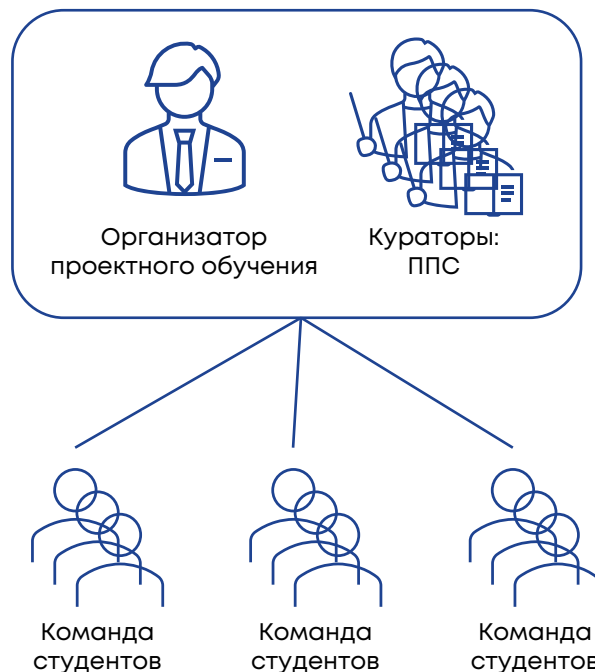 Организатор
проектного обучения
Кураторы:
ППС
Команда
студентов
Команда
студентов
Команда
студентов